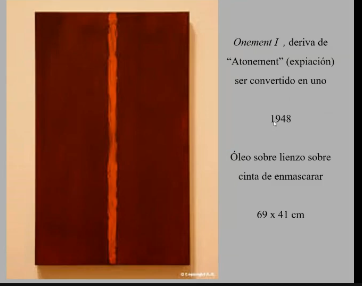 Onement I , deriva de
“Atonement” (expiación)
ser convertido en uno
1948
Óleo sobre lienzo sobre
cinta de enmascarar
69 x 41 cm